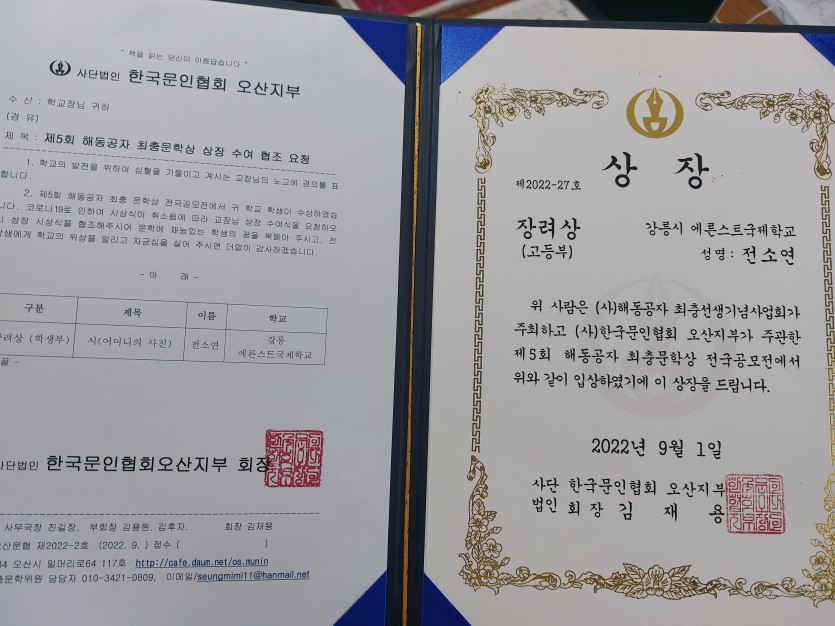 " 책을 읽는 당신이 아름답습니다 "
사단법인 한국문인협회 오산지부
수 신 : 학교장님 귀하
(경 유)
제 목 : 제5회 해동공자 최충문학상 상장 수여 협조 요청
1. 학교의 발전을 위하여 심혈을 기울이고 계시는 교장님의 노고에 경의를 표
합니다.
2. 제5회 해동공자 최충 문학상 전국공모전에서 귀 학교 학생이 수상하였습
니다. 코로나19로 인하여 시상식이 취소됨에 따라 교장님 상장 수여식을 요청하오
니 상장 시상식을 협조해주시어 문학에 재능있는 학생의 꿈을 북돋아 주시고, 전
학생에게 학교의 위상을 알리고 자긍심을 실어 주시면 더없이 감사하겠습니다.
- 아 래 -
구분 제목 이름 학교
장려상 (학생부) 시(어머니의 사진) 전소연 강릉
에른스트국제학교
끝 -
사단법인 한국문인협회오산지부 회장
사무국장 진길장, 부회장 김용원, 김후자, 회장 김재용
오산문협 제2022-2호 (2022. 9. ) 접수 ( )
오산시 밀머리로64 117호 http://cafe.daum.net/os.munin
충문학위원 담당자 010-3421-0809, 이메일/seungmimi11@hanmail.net
상 장
제2022-27호
장려상 강릉시 에른스트국제학교
(고등부) 성명 : 전소연
위 사람은 (사)해동공자 최충선생기념사업회가
주최하고 (사)한국문인협회 오산지부가 주관한
제5회 해동공자 최충문학상 전국공모전에서
위와 같이 입상하였기에 이 상장을 드립니다.
2022년 9월 1일
사단 한국문인협회 오산지부
법인 회장 김 재 용